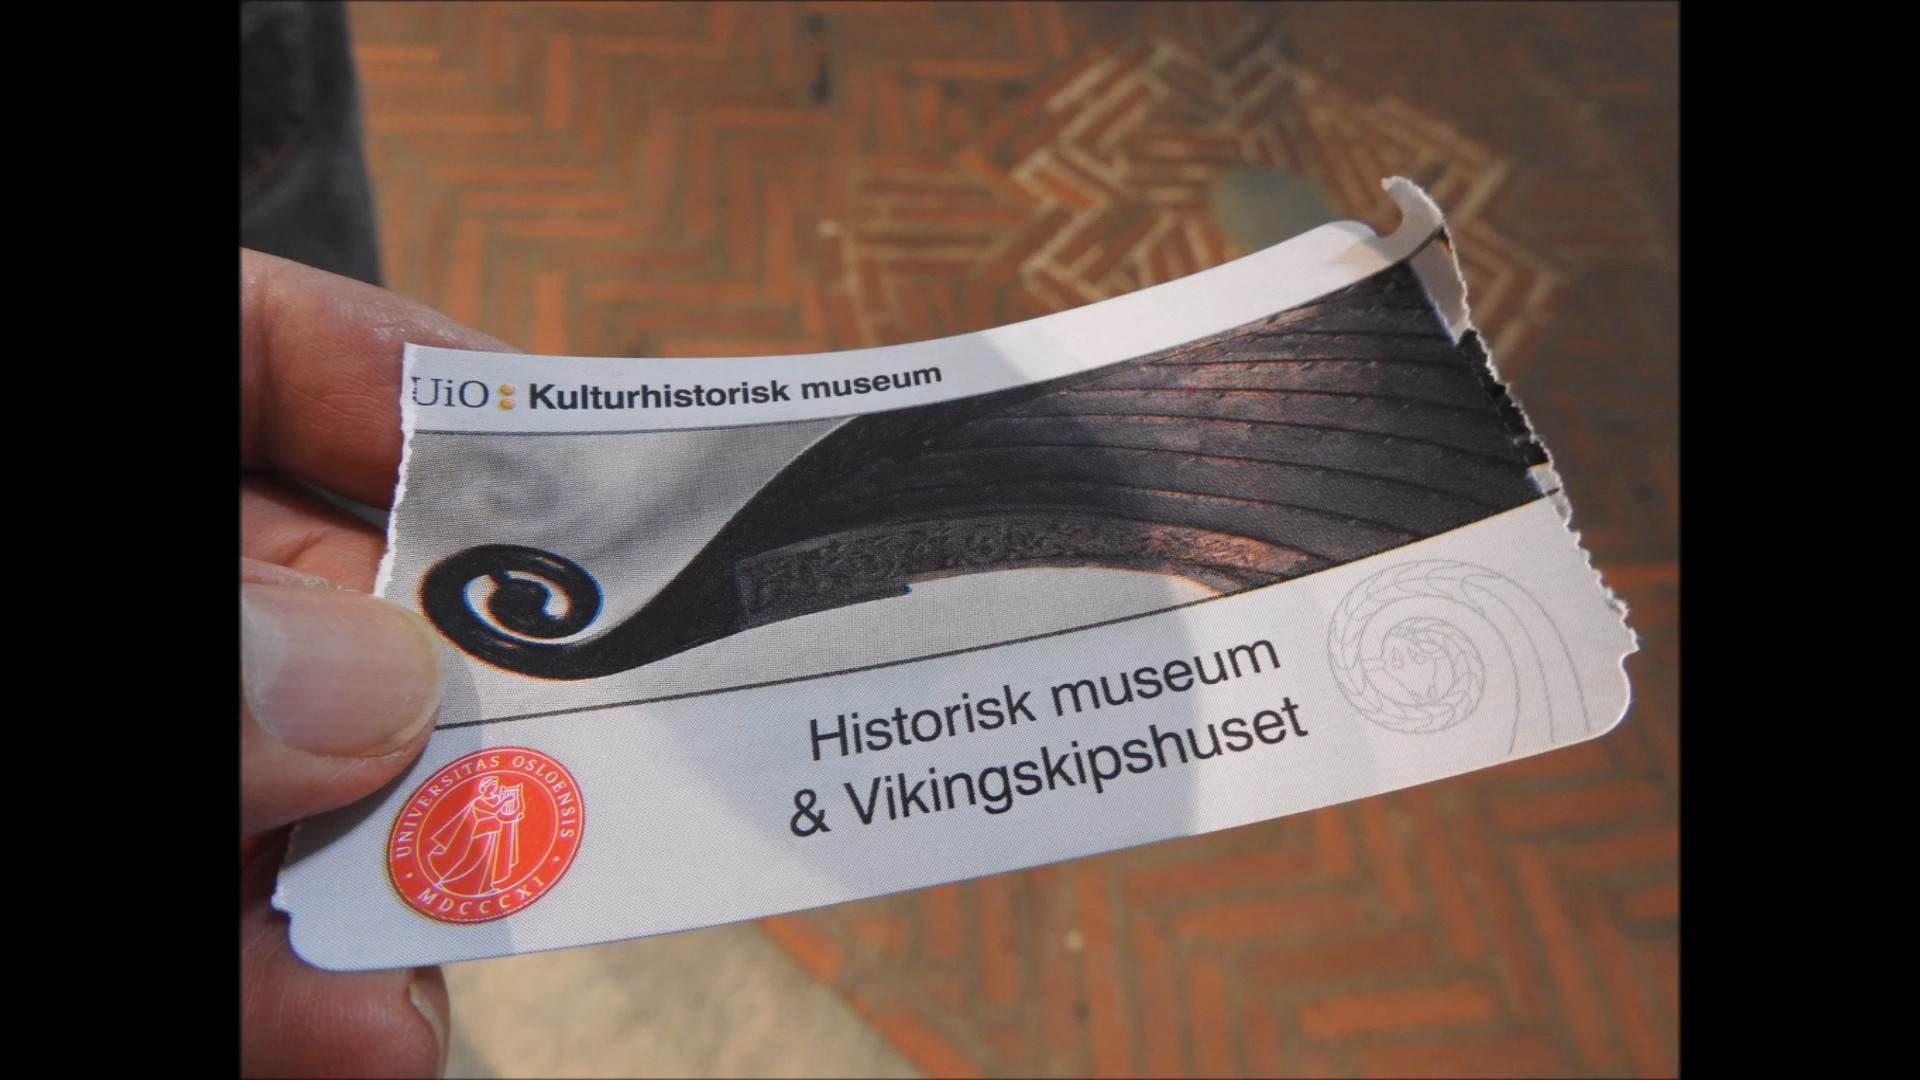 UiO: Kulturhistorisk museum
Historisk museum
& Vikingskipshuset
UNIVERSITAS OSLOENSIS
MDCCCXI